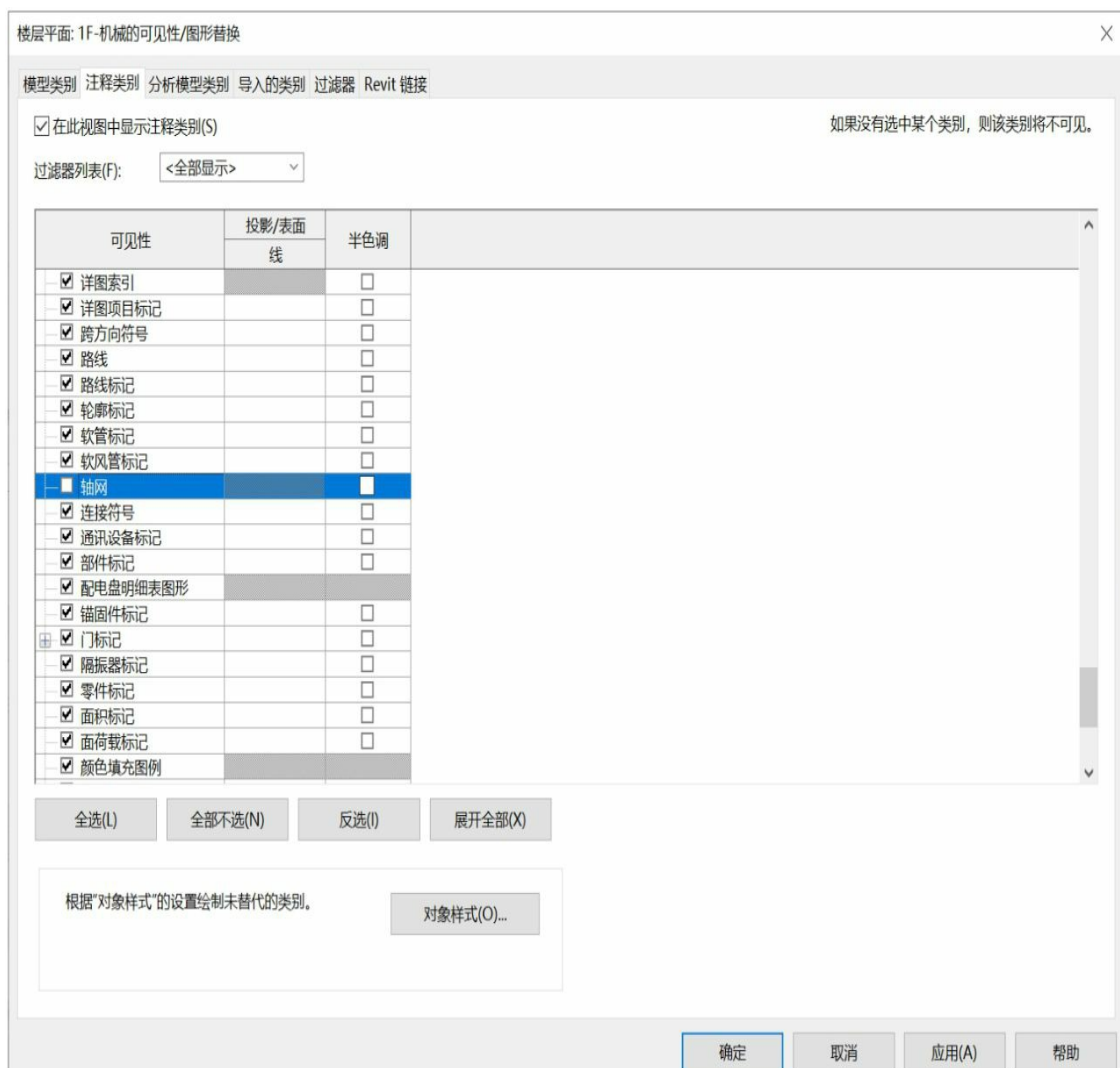 楼层平面: 1F-机械的可见性/图形替换
模型类别 注释类别 分析模型类别 导入的类别 过滤器 Revit 链接
在此视图中显示注释类别(S)
如果没有选中某个类别，则该类别将不可见。
过滤器列表(F): <全部显示>
可见性 投影/表面 半色调
线
详图索引
详图项目标记
跨方向符号
路线
路线标记
轮廓标记
软管标记
软风管标记
轴网
连接符号
通讯设备标记
部件标记
配电盘明细表图形
锚固件标记
门标记
隔振器标记
零件标记
面积标记
面荷载标记
颜色填充图例
全选(L) 全部不选(N) 反选(I) 展开全部(X)
根据"对象样式"的设置绘制未替代的类别。
对象样式(O)...
确定 取消 应用(A) 帮助